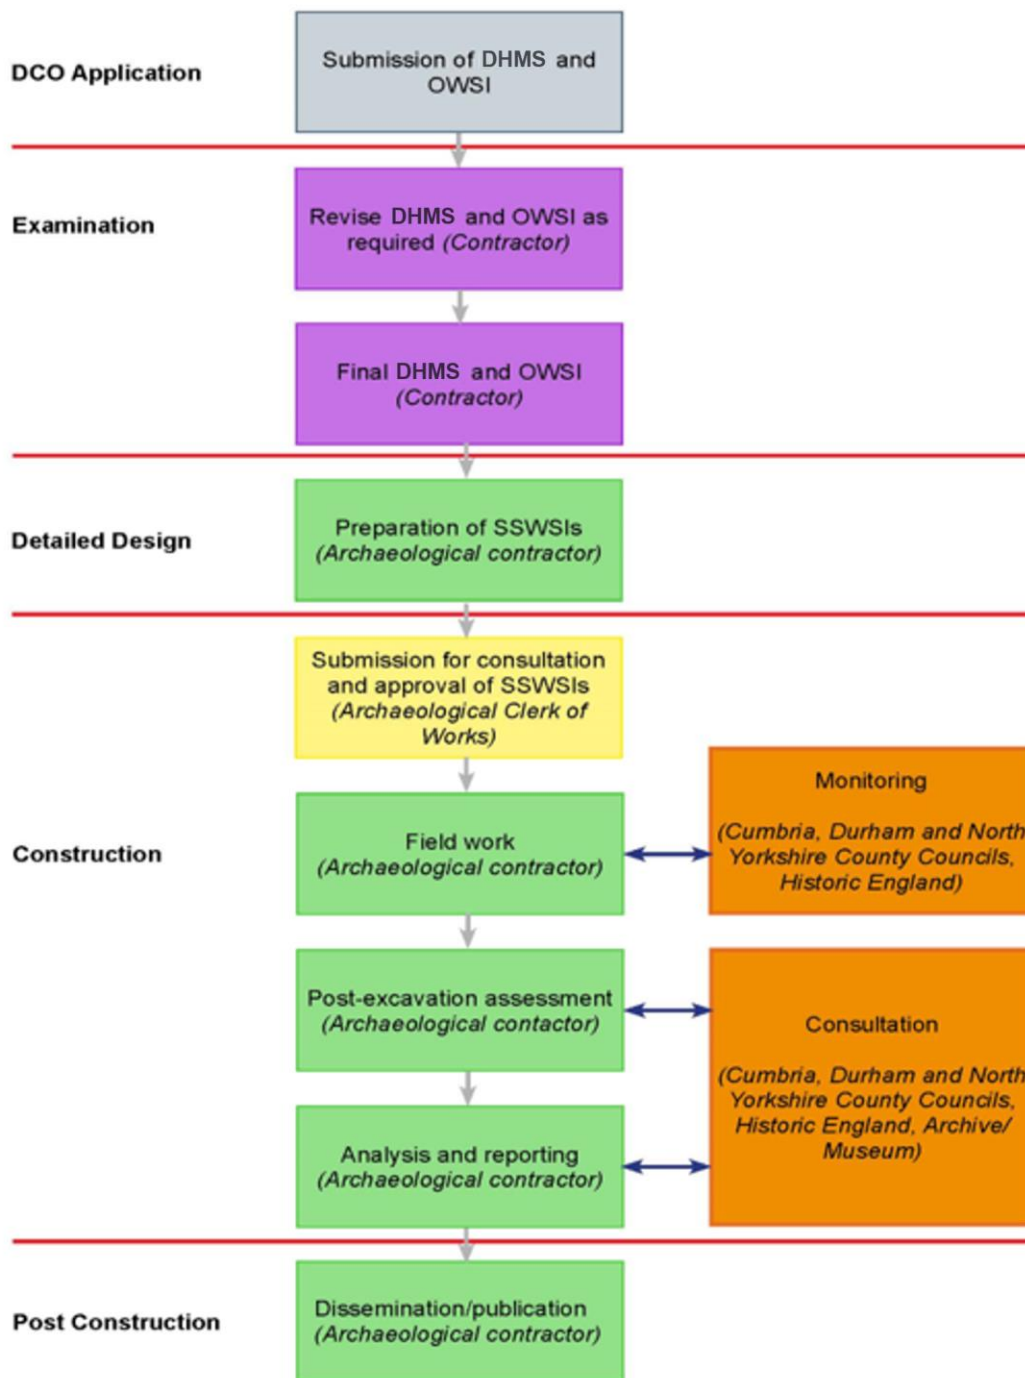 DCO Application
Submission of DHMS and
OWSI
Examination
Revise DHMS and OWSI as
required (Contractor)
Final DHMS and OWSI
(Contractor)
Detailed Design
Preparation of SSWSIs
(Archaeological contractor)
Submission for consultation
and approval of SSWSIs
(Archaeological Clerk of
Works)
Construction
Field work
(Archaeological contractor)
Monitoring
(Cumbria, Durham and North
Yorkshire County Councils,
Historic England)
Post-excavation assessment
(Archaeological contactor)
Consultation
(Cumbria, Durham and North
Yorkshire County Councils,
Historic England, Archive/
Museum)
Analysis and reporting
(Archaeological contractor)
Post Construction
Dissemination/publication
(Archaeological contractor)